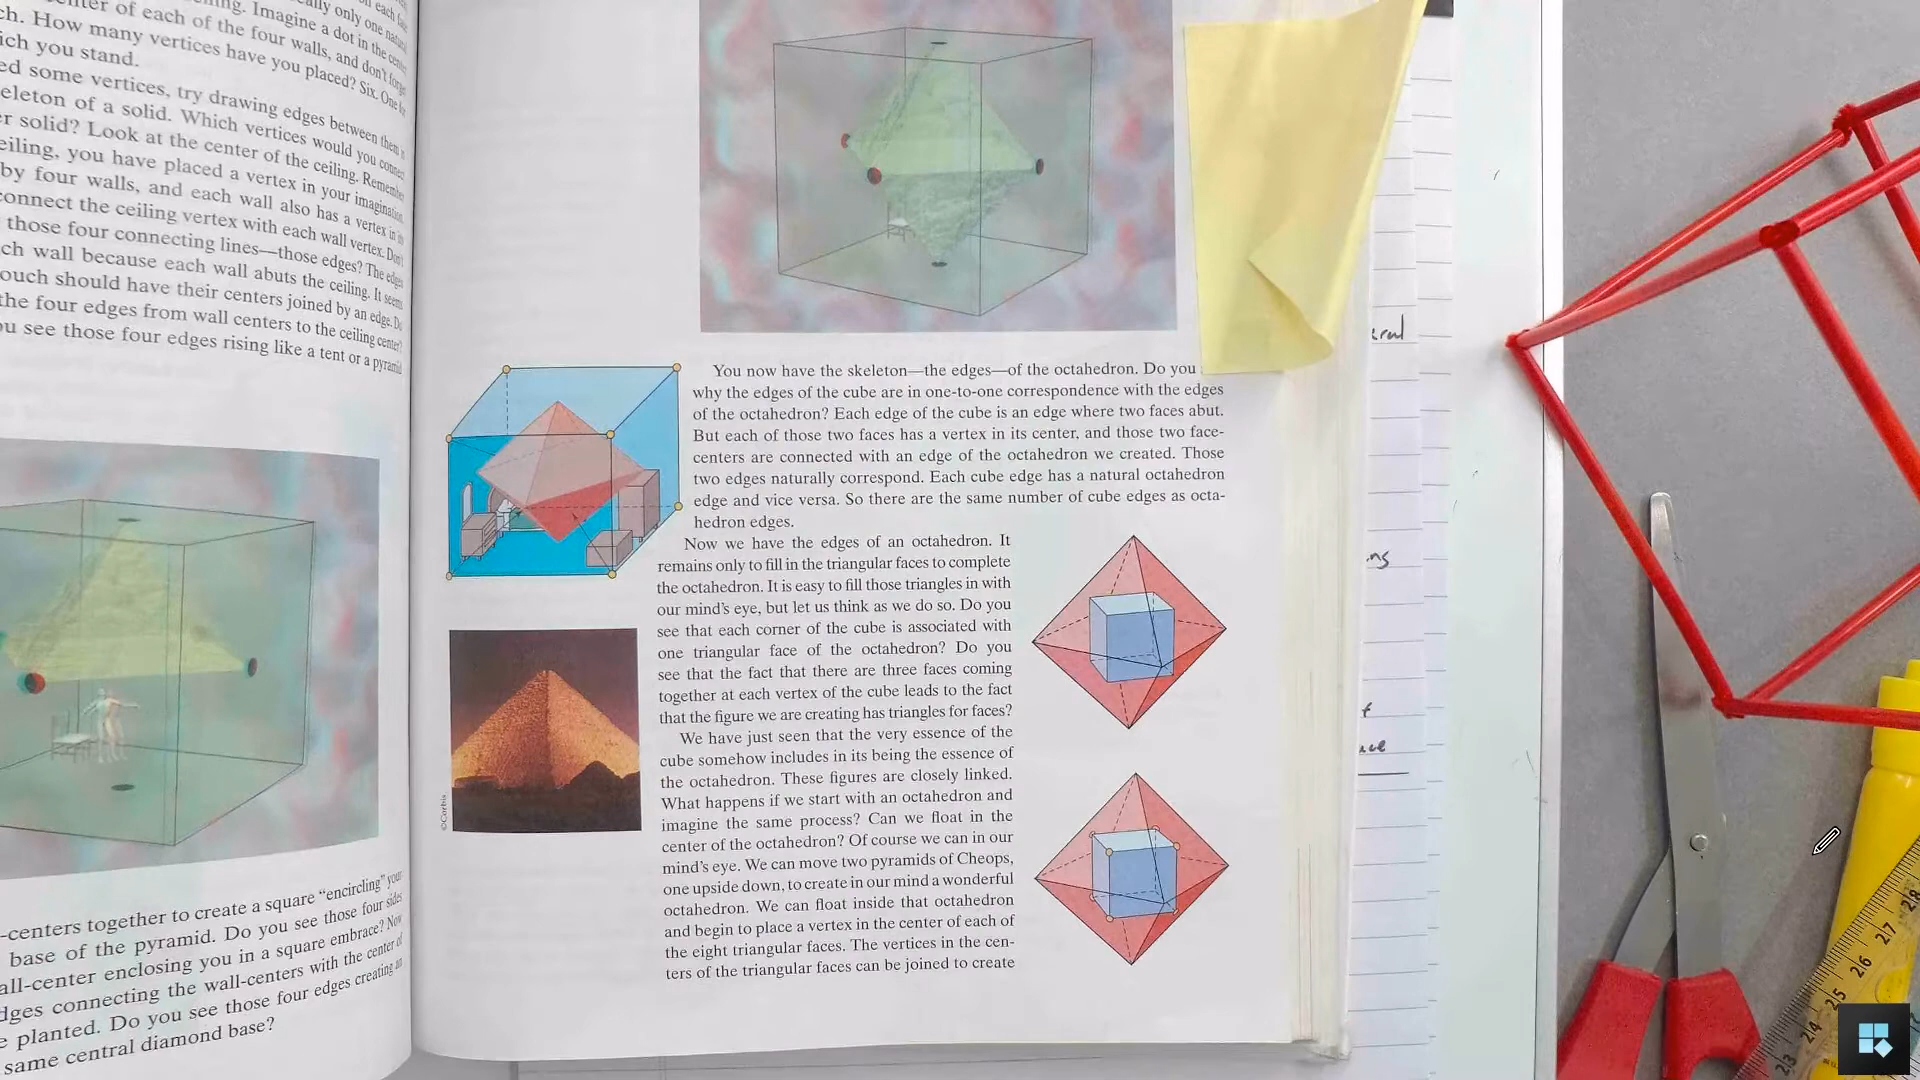 enter of each of the four walls, and don't forge
ch. How many vertices have you placed? Six. One
ich you stand.
ed some vertices, try drawing edges between them
eleton of a solid. Which vertices would you connect
er solid? Look at the center of the ceiling. Remember
eiling, you have placed a vertex in your imagination
by four walls, and each wall also has a vertex in
onnect the ceiling vertex with each wall vertex. Don't
those four connecting lines—those edges? The edges
ch wall because each wall abuts the ceiling. It seems
ouch should have their centers joined by an edge. Do
the four edges from wall centers to the ceiling center?
ou see those four edges rising like a tent or a pyramid
-centers together to create a square “encircling” your
base of the pyramid. Do you see those four sides
all-center enclosing you in a square embrace? Now
dges connecting the wall-centers with the center of
e planted. Do you see those four edges creating an
same central diamond base?
You now have the skeleton—the edges—of the octahedron. Do you
why the edges of the cube are in one-to-one correspondence with the edges
of the octahedron? Each edge of the cube is an edge where two faces abut.
But each of those two faces has a vertex in its center, and those two face-
centers are connected with an edge of the octahedron we created. Those
two edges naturally correspond. Each cube edge has a natural octahedron
edge and vice versa. So there are the same number of cube edges as octa-
hedron edges.
Now we have the edges of an octahedron. It
remains only to fill in the triangular faces to complete
the octahedron. It is easy to fill those triangles in with
our mind's eye, but let us think as we do so. Do you
see that each corner of the cube is associated with
one triangular face of the octahedron? Do you
see that the fact that there are three faces coming
together at each vertex of the cube leads to the fact
that the figure we are creating has triangles for faces?
We have just seen that the very essence of the
cube somehow includes in its being the essence of
the octahedron. These figures are closely linked.
What happens if we start with an octahedron and
imagine the same process? Can we float in the
center of the octahedron? Of course we can in our
mind's eye. We can move two pyramids of Cheops,
one upside down, to create in our mind a wonderful
octahedron. We can float inside that octahedron
and begin to place a vertex in the center of each of
the eight triangular faces. The vertices in the cen-
ters of the triangular faces can be joined to create
©Corbis
28
27
26
25
24
23